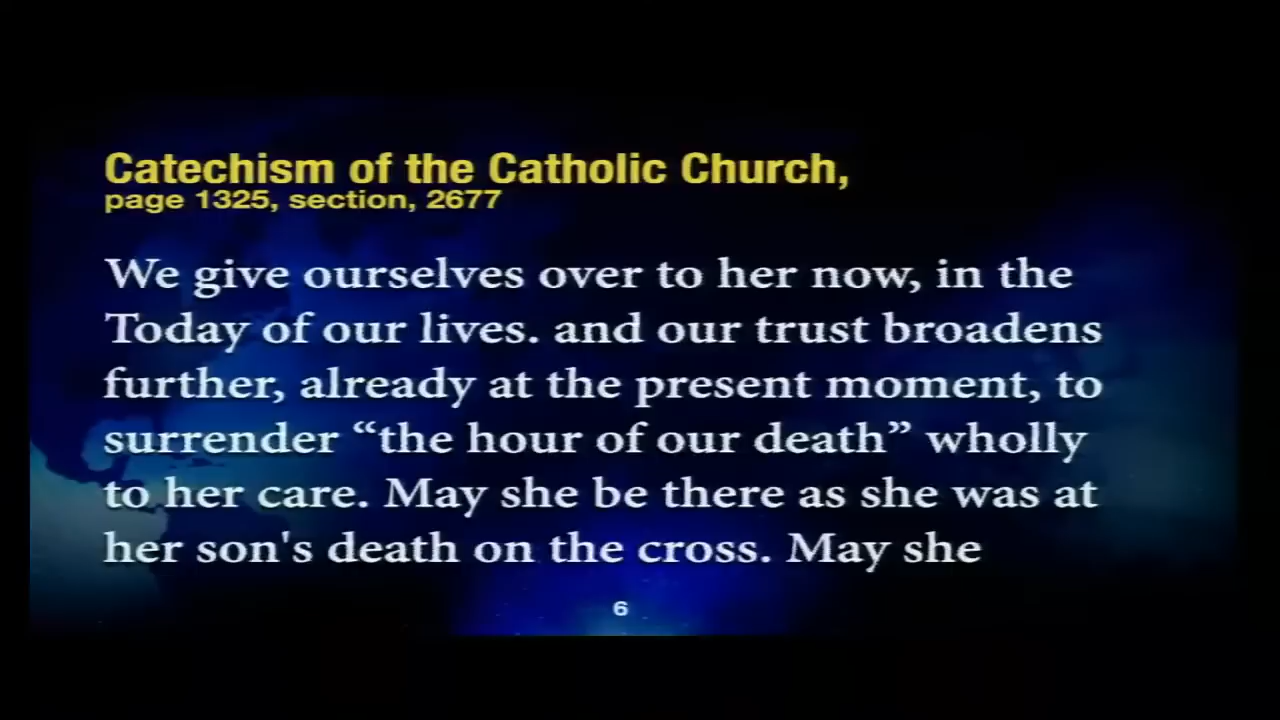 Catechism of the Catholic Church,
page 1325, section, 2677
We give ourselves over to her now, in the
Today of our lives. and our trust broadens
further, already at the present moment, to
surrender “the hour of our death” wholly
to her care. May she be there as she was at
her son's death on the cross. May she
6